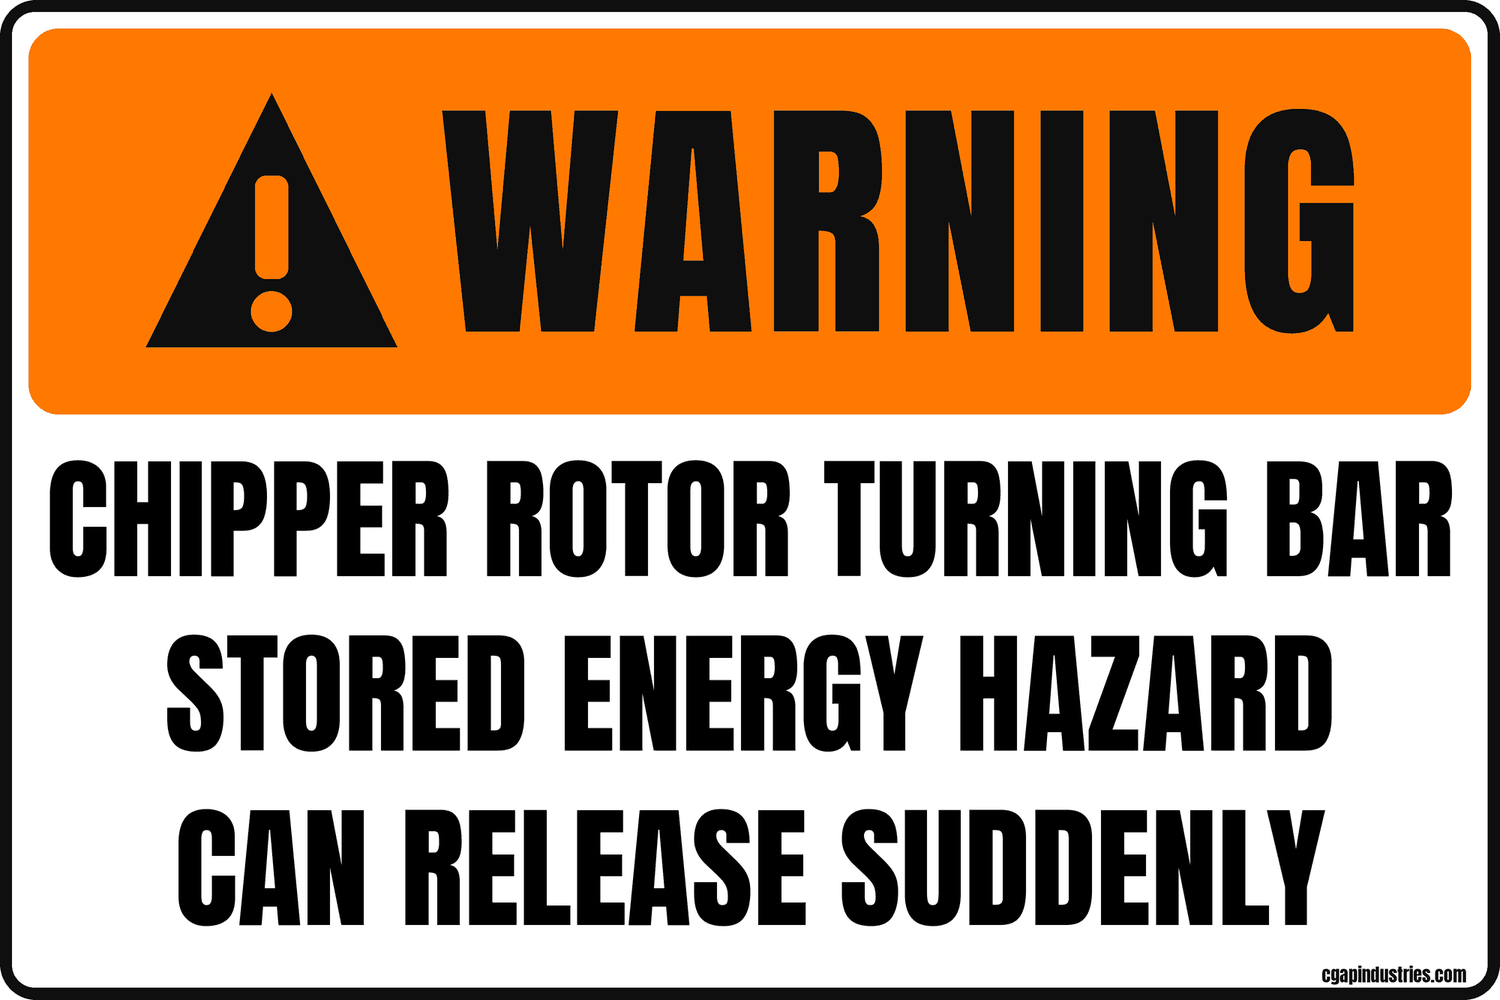 WARNING
CHIPPER ROTOR TURNING BAR
STORED ENERGY HAZARD
CAN RELEASE SUDDENLY
cgapindustries.com